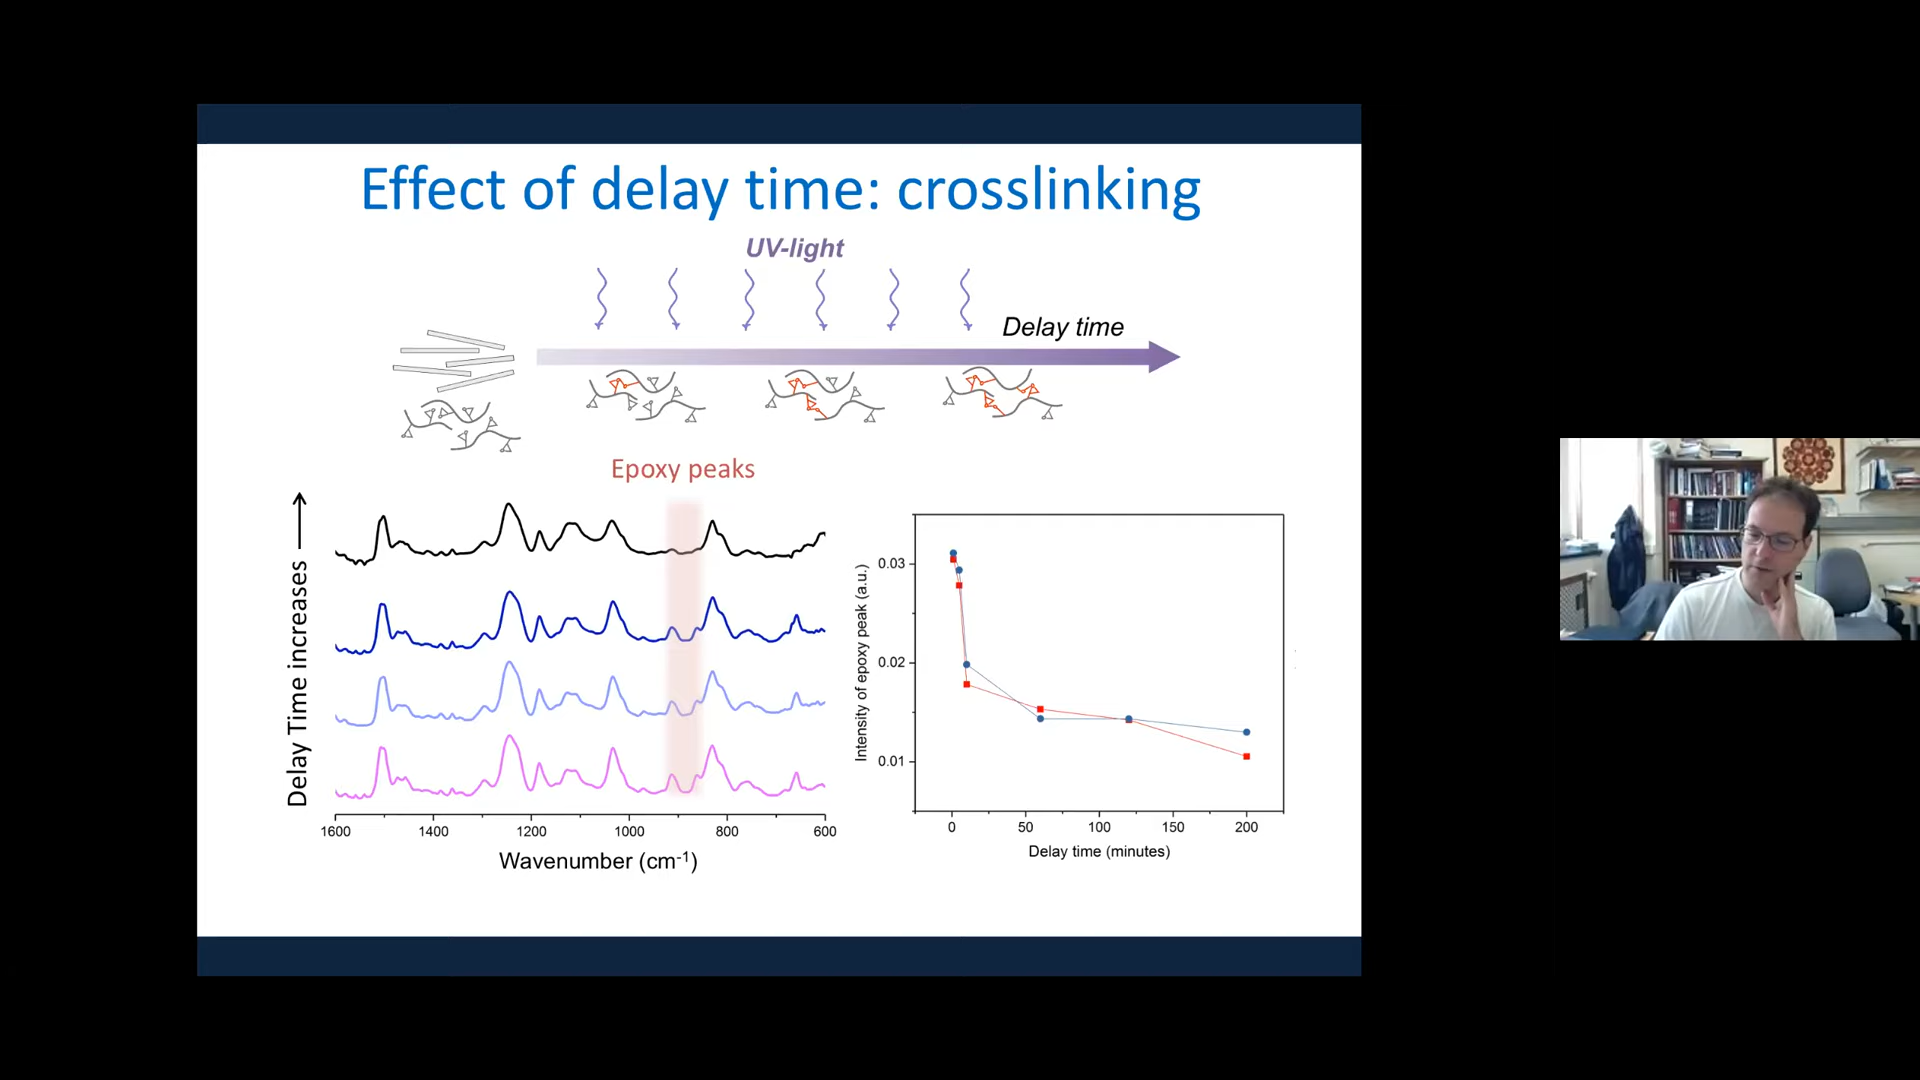 Effect of delay time: crosslinking
UV-light
Delay time
Epoxy peaks
Delay Time increases
1600
1400
1200
1000
800
600
Wavenumber (cm-1)
Intensity of epoxy peak (a.u.)
0.03
0.02
0.01
0
50
100
150
200
Delay time (minutes)